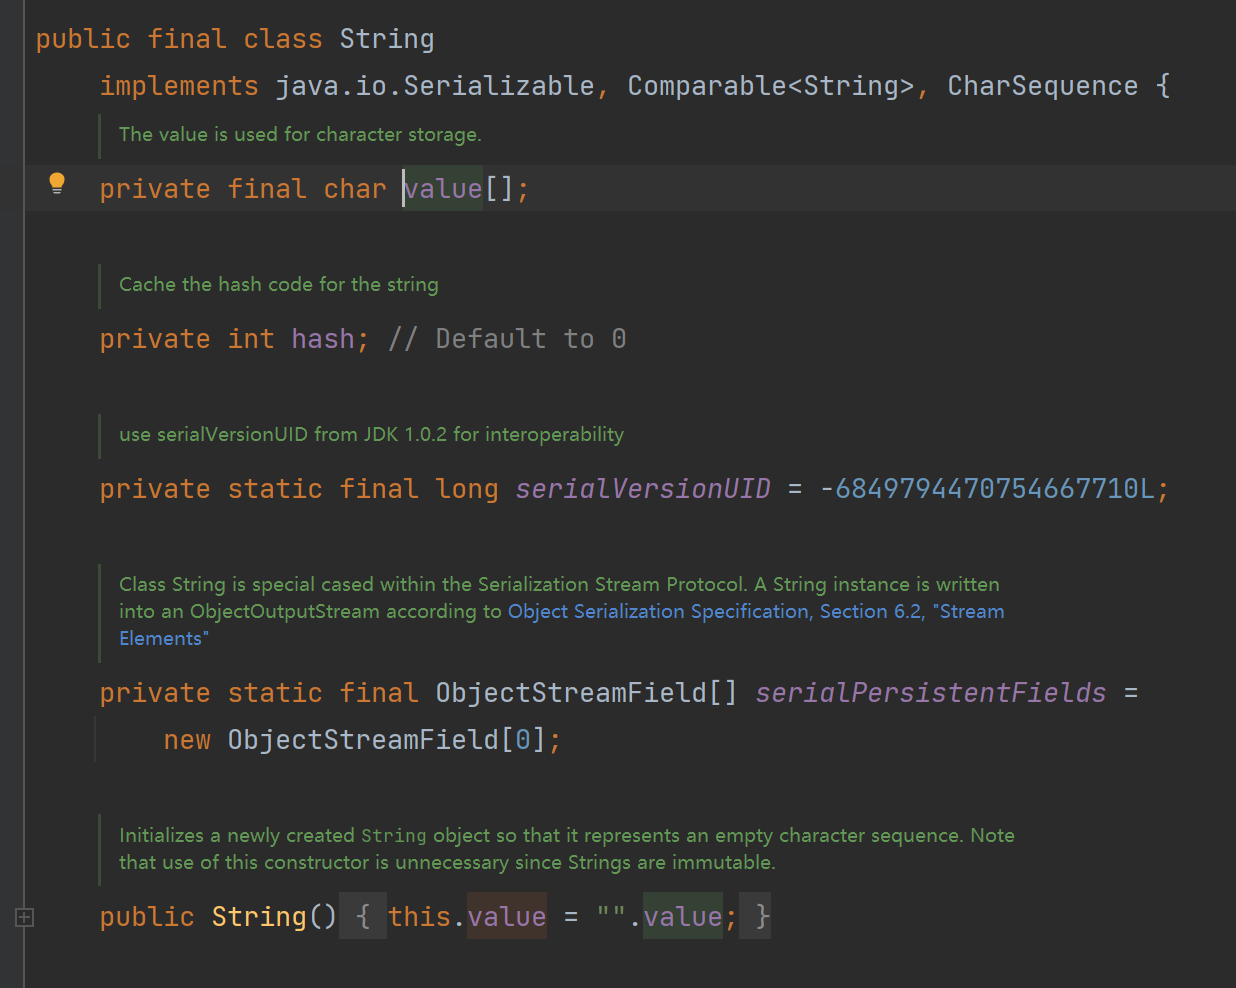 public final class String
implements java.io.Serializable, Comparable<String>, CharSequence {
The value is used for character storage.
private final char value[];
Cache the hash code for the string
private int hash; // Default to 0
use serialVersionUID from JDK 1.0.2 for interoperability
private static final long serialVersionUID = -6849794470754667710L;
Class String is special cased within the Serialization Stream Protocol. A String instance is written
into an ObjectOutputStream according to Object Serialization Specification, Section 6.2, "Stream
Elements"
private static final ObjectStreamField[] serialPersistentFields =
new ObjectStreamField[0];
Initializes a newly created String object so that it represents an empty character sequence. Note
that use of this constructor is unnecessary since Strings are immutable.
public String() { this.value = "".value; }